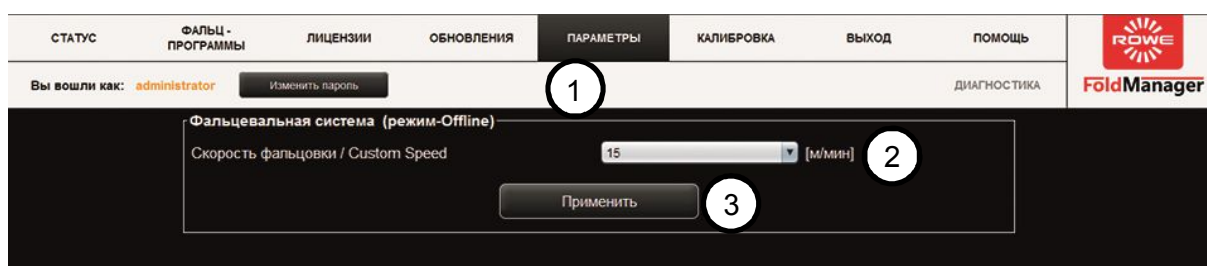 СТАТУС
ФАЛЬЦ -
ПРОГРАММЫ
ЛИЦЕНЗИИ
ОБНОВЛЕНИЯ
ПАРАМЕТРЫ
КАЛИБРОВКА
ВЫХОД
ПОМОЩЬ
ROWE
Вы вошли как: administrator
Изменить пароль
1
ДИАГНОСТИКА
FoldManager
Фальцевальная система (режим-Offline)
Скорость фальцовки / Custom Speed
15
[м/мин]
2
Применить
3